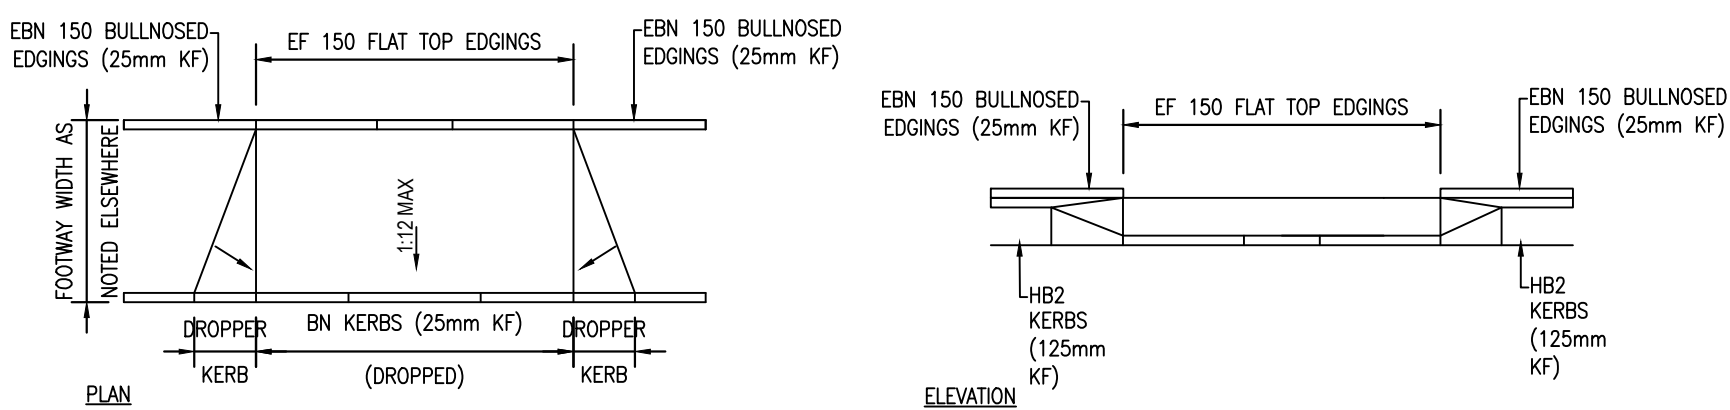 EBN 150 BULLNOSED
EDGINGS (25mm KF)
EF 150 FLAT TOP EDGINGS
EBN 150 BULLNOSED
EDGINGS (25mm KF)
FOOTWAY WIDTH AS
NOTED ELSEWHERE
1:12 MAX
DROPPER
KERB
BN KERBS (25mm KF)
(DROPPED)
DROPPER
KERB
PLAN
EBN 150 BULLNOSED
EDGINGS (25mm KF)
EF 150 FLAT TOP EDGINGS
EBN 150 BULLNOSED
EDGINGS (25mm KF)
HB2
KERBS
(125mm
KF)
HB2
KERBS
(125mm
KF)
ELEVATION